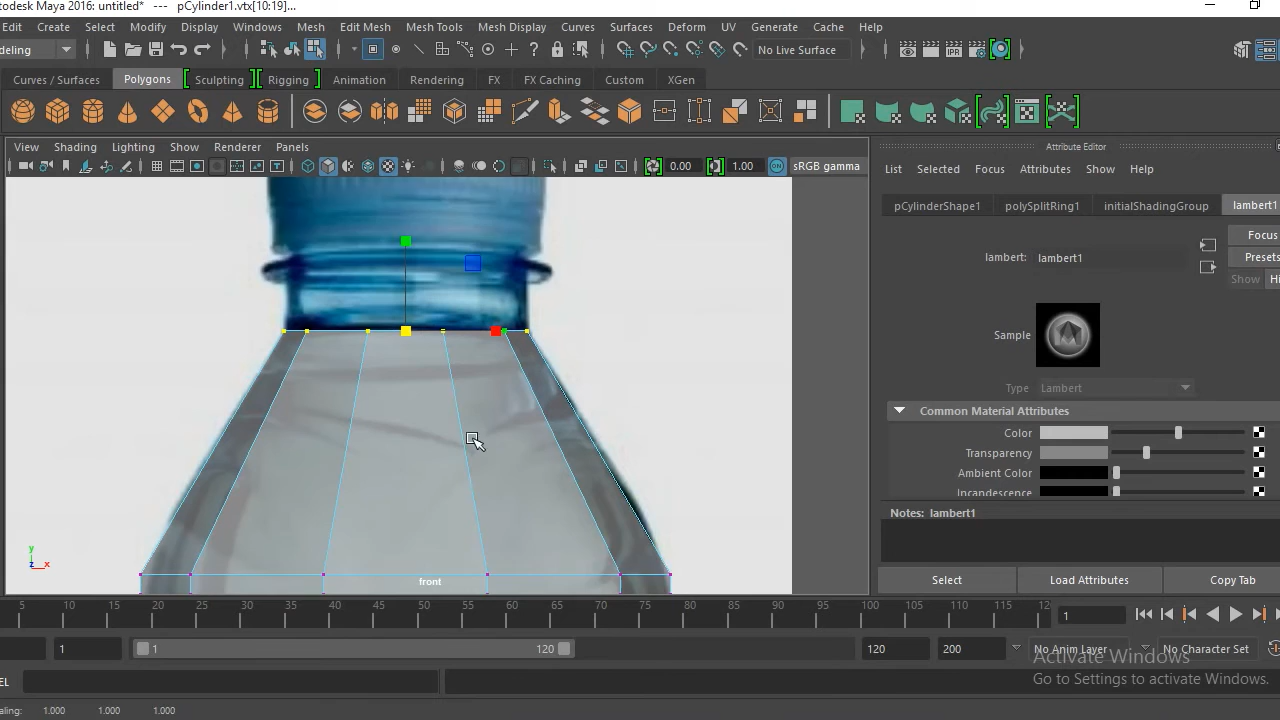 todesk Maya 2016: untitled*   ---   pCylinder1.vtx[10:19]...
Edit Create Select Modify Display Windows Mesh Edit Mesh Mesh Tools Mesh Display Curves Surfaces Deform UV Generate Cache Help
deling No Live Surface
Curves / Surfaces Polygons Sculpting Rigging Animation Rendering FX FX Caching Custom XGen
View Shading Lighting Show Renderer Panels
Attribute Editor
0.00 1.00 sRGB gamma
List Selected Focus Attributes Show Help
pCylinderShape1 polySplitRing1 initialShadingGroup lambert1
Focus
lambert: lambert1
Presets
Show Hi
Sample
Type Lambert
Common Material Attributes
Color
Transparency
Ambient Color
Incandescence
Notes: lambert1
y
z x
front
Select Load Attributes Copy Tab
5 10 15 20 25 30 35 40 45 50 55 60 65 70 75 80 85 90 95 100 105 110 115 12
1
1 1 120 120 200 No Anim Layer No Character Set
Activate Windows
Go to Settings to activate Windows.
EL
aling: 1.000 1.000 1.000